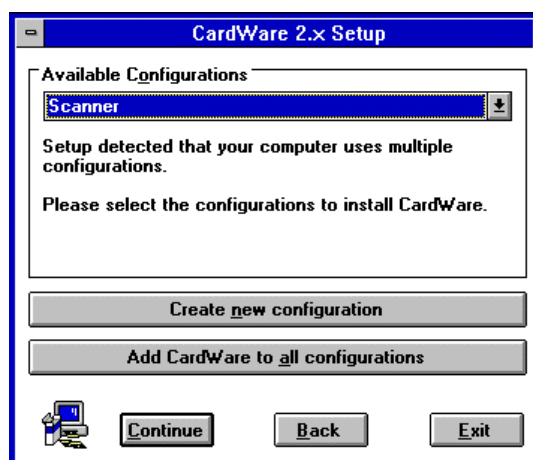 CardWare 2.x Setup
Available Configurations
Scanner
Setup detected that your computer uses multiple
configurations.
Please select the configurations to install CardWare.
Create new configuration
Add CardWare to all configurations
Continue
Back
Exit